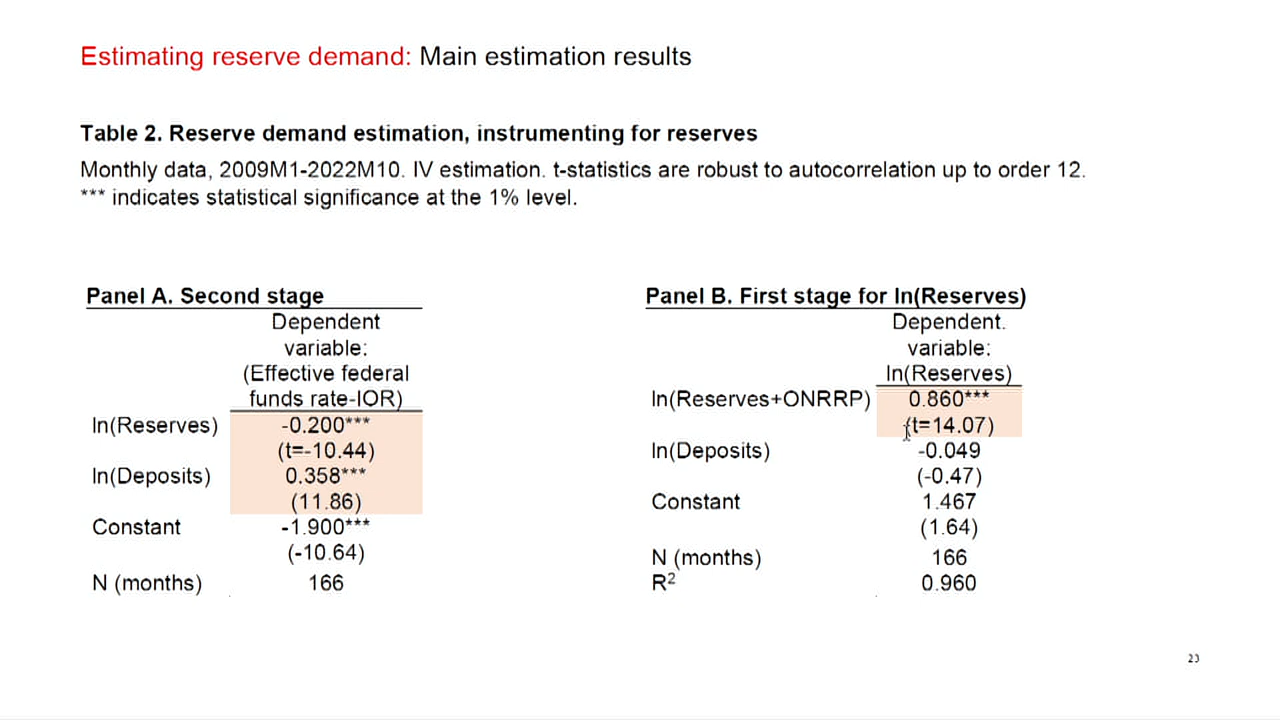 Estimating reserve demand: Main estimation results
Table 2. Reserve demand estimation, instrumenting for reserves
Monthly data, 2009M1-2022M10. IV estimation. t-statistics are robust to autocorrelation up to order 12.
*** indicates statistical significance at the 1% level.
Panel A. Second stage
Dependent
variable:
(Effective federal
funds rate-IOR)
ln(Reserves) -0.200***
(t=-10.44)
ln(Deposits) 0.358***
(11.86)
Constant -1.900***
(-10.64)
N (months) 166
Panel B. First stage for ln(Reserves)
Dependent.
variable:
ln(Reserves)
ln(Reserves+ONRRP) 0.860***
(t=14.07)
ln(Deposits) -0.049
(-0.47)
Constant 1.467
(1.64)
N (months) 166
R² 0.960
23